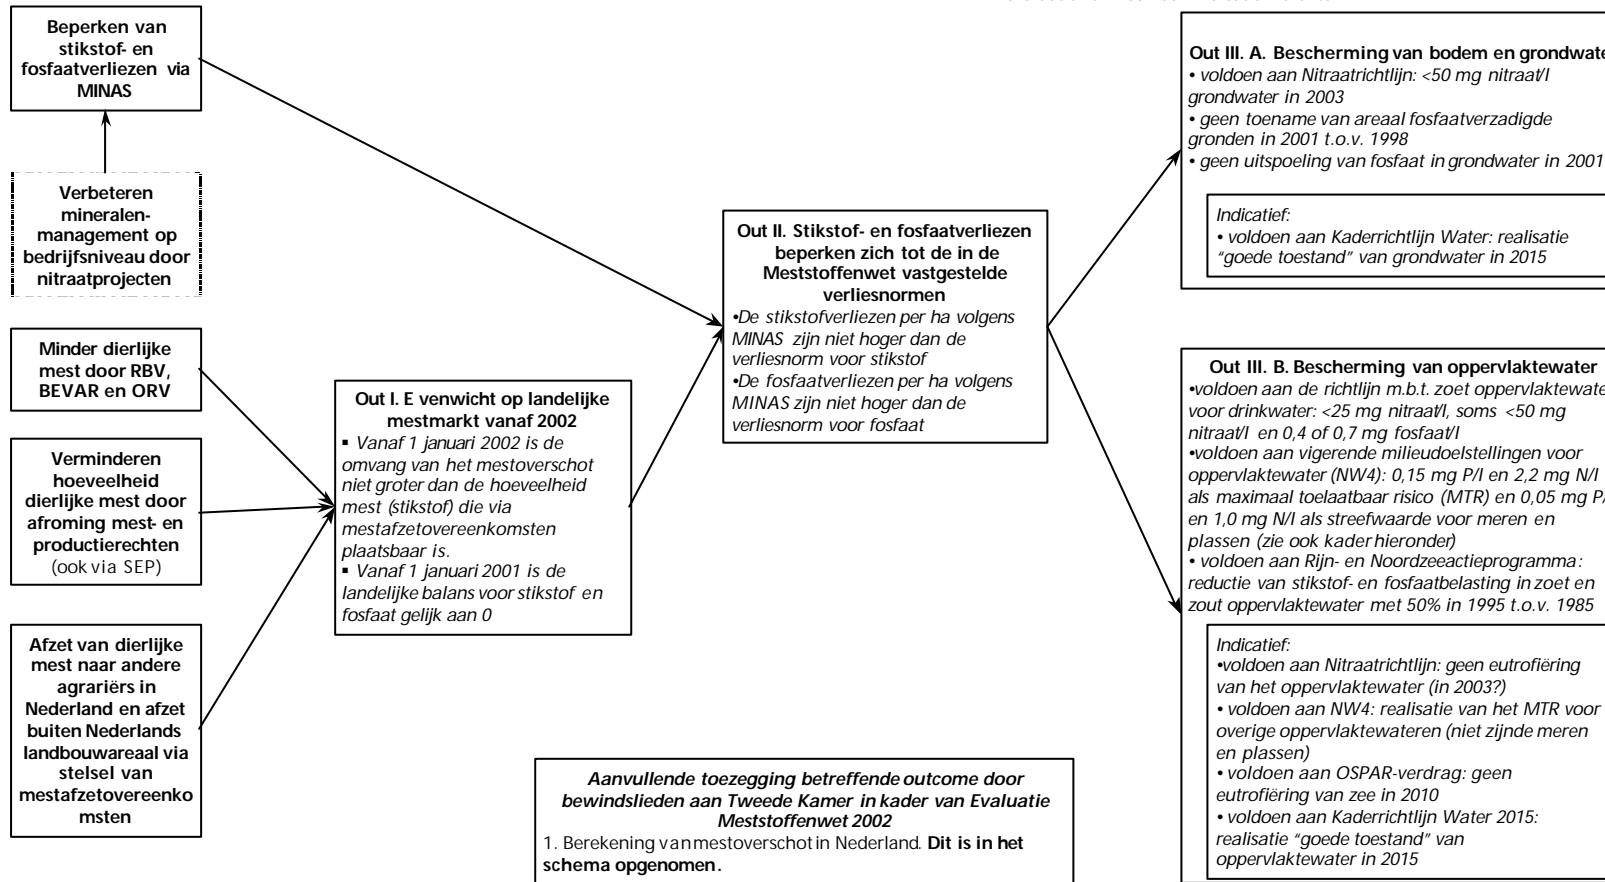 Beperken van
stikstof- en
fosfaatverliezen via
MINAS
Verbeteren
mineralen-
management op
bedrijfsniveau door
nitraatprojecten
Minder dierlijke
mest door RBV,
BEVAR en ORV
Verminderen
hoeveelheid
dierlijke mest door
afroming mest- en
productierechten
(ook via SEP)
Afzet van dierlijke
mest naar andere
agrariërs in
Nederland en afzet
buiten Nederlands
landbouwareaal via
stelsel van
mestafzetovereenko
msten
Out I. E venwicht op landelijke
mestmarkt vanaf 2002
▪ Vanaf 1 januari 2002 is de
omvang van het mestoverschot
niet groter dan de hoeveelheid
mest (stikstof) die via
mestafzetovereenkomsten
plaatsbaar is.
▪ Vanaf 1 januari 2001 is de
landelijke balans voor stikstof en
fosfaat gelijk aan 0
Out II. Stikstof- en fosfaatverliezen
beperken zich tot de in de
Meststoffenwet vastgestelde
verliesnormen
•De stikstofverliezen per ha volgens
MINAS zijn niet hoger dan de
verliesnorm voor stikstof
•De fosfaatverliezen per ha volgens
MINAS zijn niet hoger dan de
verliesnorm voor fosfaat
Aanvullende toezegging betreffende outcome door
bewindslieden aan Tweede Kamer in kader van Evaluatie
Meststoffenwet 2002
1. Berekening van mestoverschot in Nederland. Dit is in het
schema opgenomen.
Out III. A. Bescherming van bodem en grondwate
• voldoen aan Nitraatrichtlijn: <50 mg nitraat/l
grondwater in 2003
• geen toename van areaal fosfaatverzadigde
gronden in 2001 t.o.v. 1998
• geen uitspoeling van fosfaat in grondwater in 2001
Indicatief:
• voldoen aan Kaderrichtlijn Water: realisatie
"goede toestand" van grondwater in 2015
Out III. B. Bescherming van oppervlaktewater
•voldoen aan de richtlijn m.b.t. zoet oppervlaktewate
voor drinkwater: <25 mg nitraat/l, soms <50 mg
nitraat/l en 0,4 of 0,7 mg fosfaat/l
•voldoen aan vigerende milieudoelstellingen voor
oppervlaktewater (NW4): 0,15 mg P/l en 2,2 mg N/l
als maximaal toelaatbaar risico (MTR) en 0,05 mg P/
en 1,0 mg N/l als streefwaarde voor meren en
plassen (zie ook kader hieronder)
• voldoen aan Rijn- en Noordzeeactieprogramma:
reductie van stikstof- en fosfaatbelasting in zoet en
zout oppervlaktewater met 50% in 1995 t.o.v. 1985
Indicatief:
•voldoen aan Nitraatrichtlijn: geen eutrofiëring
van het oppervlaktewater (in 2003?)
• voldoen aan NW4: realisatie van het MTR voor
overige oppervlaktewateren (niet zijnde meren
en plassen)
• voldoen aan OSPAR-verdrag: geen
eutrofiëring van zee in 2010
• voldoen aan Kaderrichtlijn Water 2015:
realisatie "goede toestand" van
oppervlaktewater in 2015